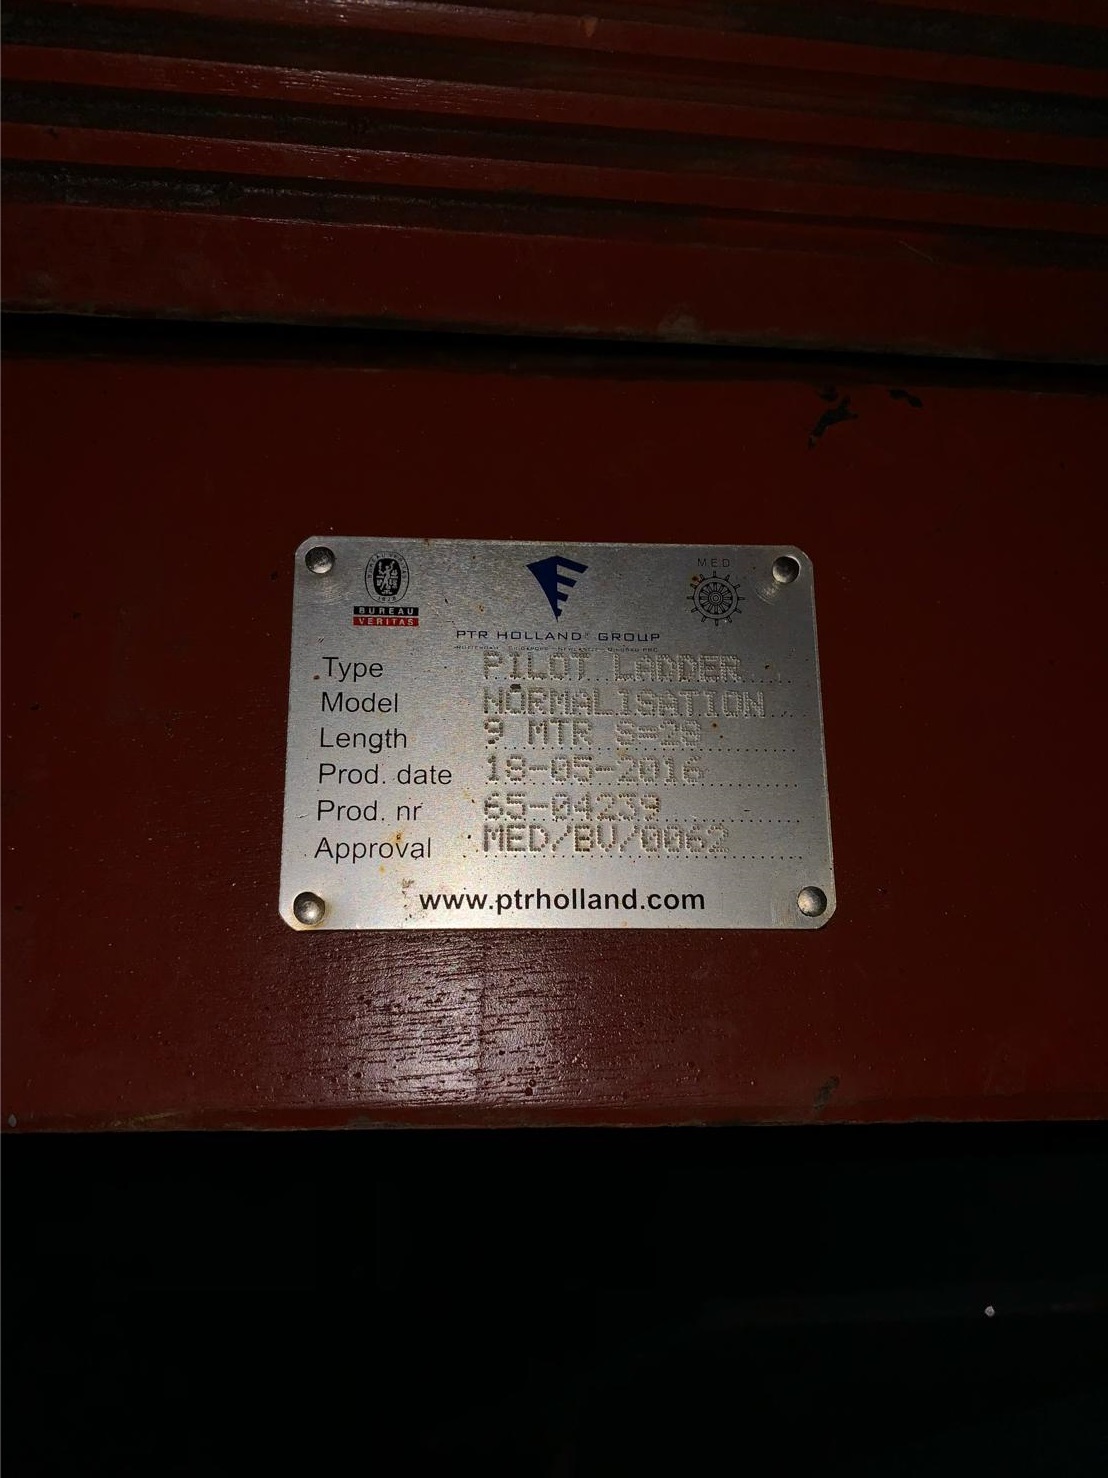 BUREAU
VERITAS
M.E.D
PTR HOLLAND® GROUP
Type PILOT LADDER
Model NORMALISATION
Length 9 MTR S-28
Prod. date 18-05-2016
Prod. nr 65-04239
Approval MED/BV/0062
www.ptrholland.com